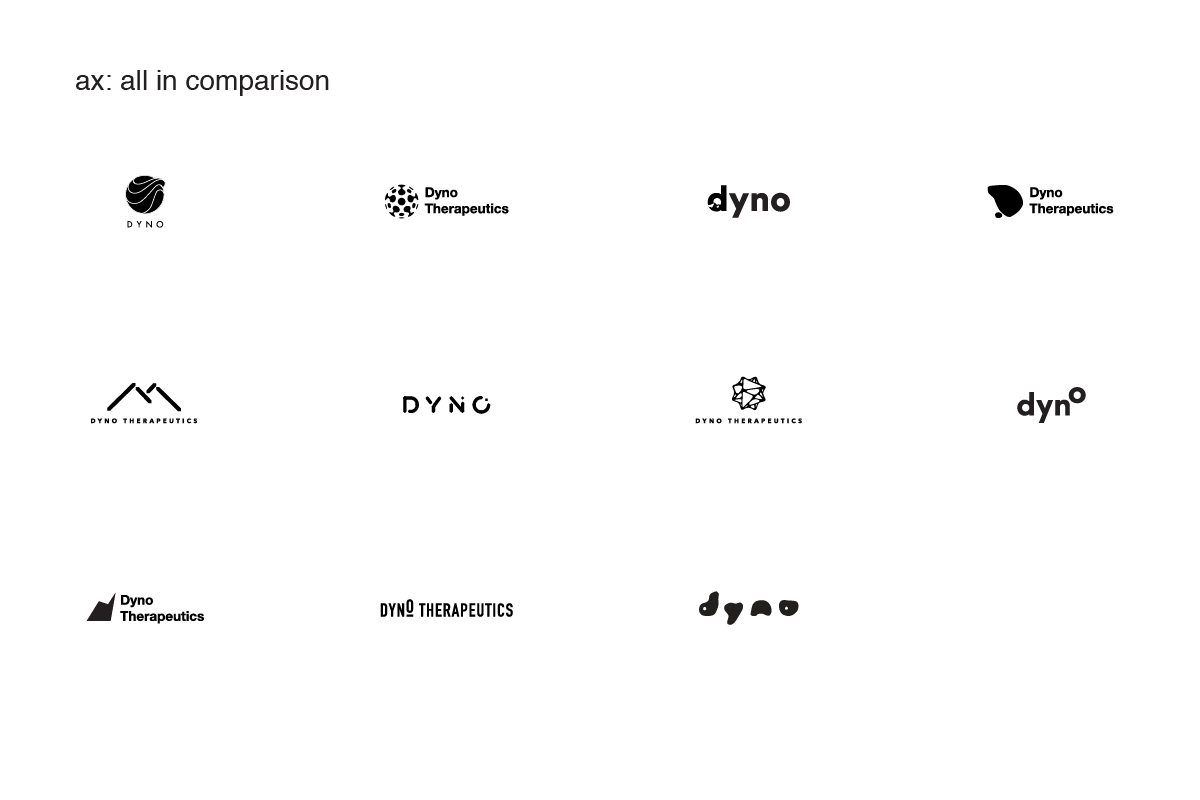 ax: all in comparison
DYNO
Dyno
Therapeutics
dyno
Dyno
Therapeutics
DYNO THERAPEUTICS
DYNO
DYNO THERAPEUTICS
dyno
Dyno
Therapeutics
DYNO THERAPEUTICS
dyno